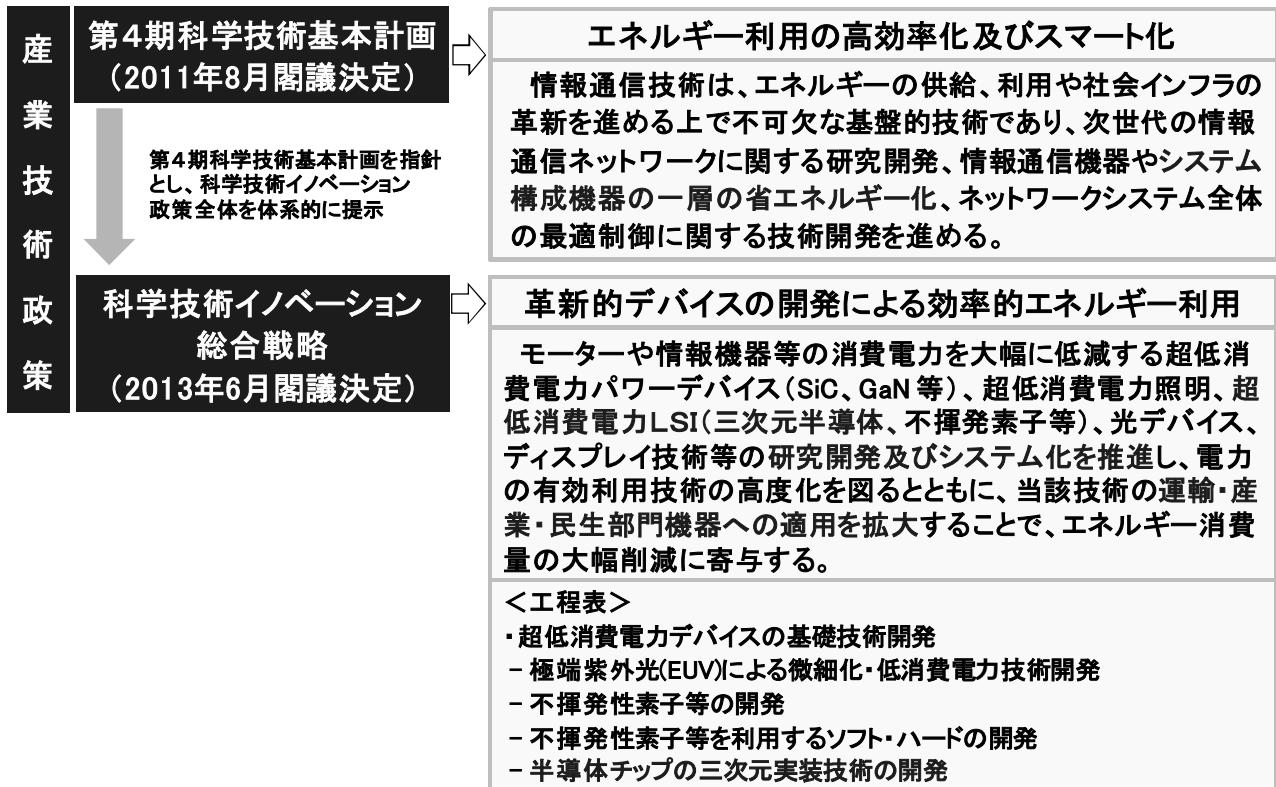 産業技術政策
第４期科学技術基本計画
（2011年８月閣議決定）
第４期科学技術基本計画を指針
とし、科学技術イノベーション
政策全体を体系的に提示
科学技術イノベーション
総合戦略
（2013年６月閣議決定）
エネルギー利用の高効率化及びスマート化
情報通信技術は、エネルギーの供給、利用や社会インフラの
革新を進める上で不可欠な基盤的技術であり、次世代の情報
通信ネットワークに関する研究開発、情報通信機器やシステム
構成機器の一層の省エネルギー化、ネットワークシステム全体
の最適制御に関する技術開発を進める。
革新的デバイスの開発による効率的エネルギー利用
モーターや情報機器等の消費電力を大幅に低減する超低消
費電力パワーデバイス（SiC、GaN 等）、超低消費電力照明、超
低消費電力ＬSI（三次元半導体、不揮発素子等）、光デバイス、
ディスプレイ技術等の研究開発及びシステム化を推進し、電力
の有効利用技術の高度化を図るとともに、当該技術の運輸・産
業・民生部門機器への適用を拡大することで、エネルギー消費
量の大幅削減に寄与する。
＜工程表＞
・超低消費電力デバイスの基礎技術開発
－極端紫外光(EUV)による微細化・低消費電力技術開発
－不揮発性素子等の開発
－不揮発性素子等を利用するソフト・ハードの開発
－半導体チップの三次元実装技術の開発